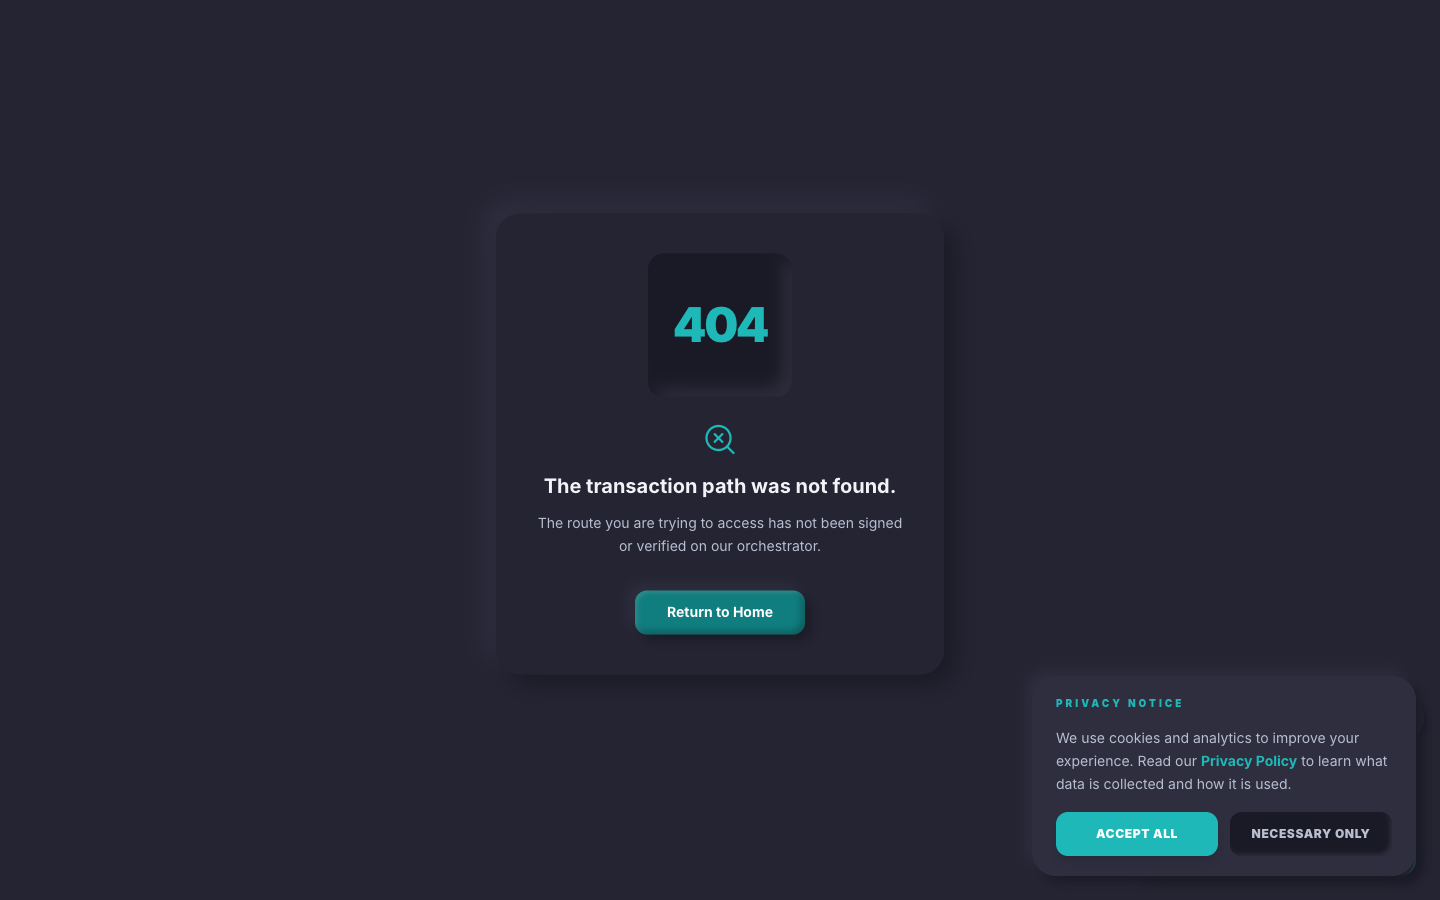 404
The transaction path was not found.
The route you are trying to access has not been signed
or verified on our orchestrator.
Return to Home
PRIVACY NOTICE
We use cookies and analytics to improve your
experience. Read our Privacy Policy to learn what
data is collected and how it is used.
ACCEPT ALL
NECESSARY ONLY